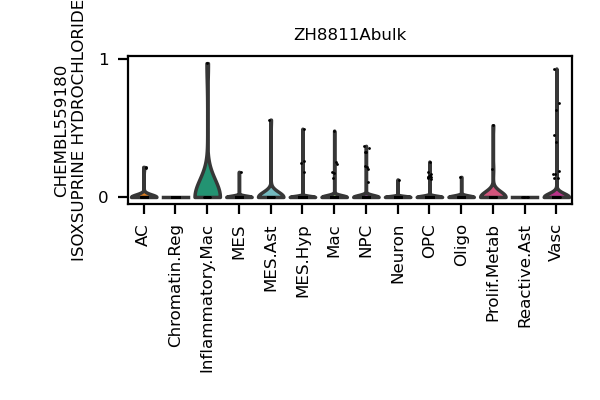 ZH8811Abulk
CHEMBL559180
ISOXSUPRINE HYDROCHLORIDE
1
0
AC
Chromatin.Reg
Inflammatory.Mac
MES
MES.Ast
MES.Hyp
Mac
NPC
Neuron
OPC
Oligo
Prolif.Metab
Reactive.Ast
Vasc